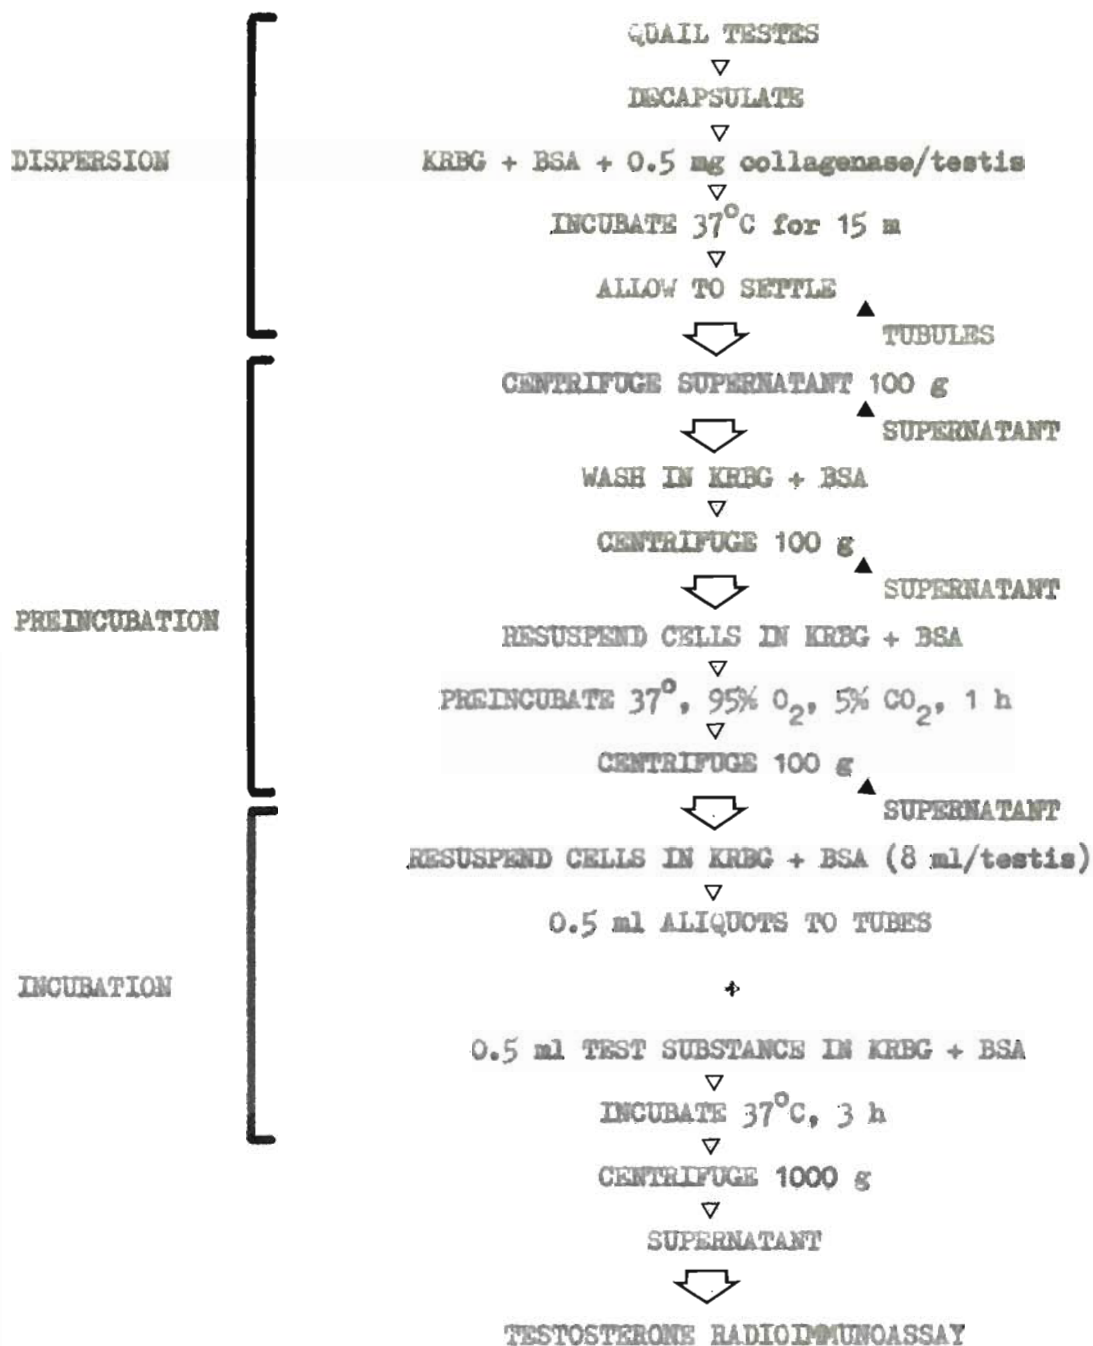 QUAIL TESTES
DECAPSULATE
DISPERSION
KRBG + BSA + 0.5 mg collagenase/testis
INCUBATE 37°C for 15 m
ALLOW TO SETTLE
TUBULES
CENTRIFUGE SUPERNATANT 100 g
SUPERNATANT
WASH IN KRBG + BSA
CENTRIFUGE 100 g
SUPERNATANT
PREINCUBATION
RESUSPEND CELLS IN KRBG + BSA
PREINCUBATE 37°, 95% O₂, 5% CO₂, 1 h
CENTRIFUGE 100 g
SUPERNATANT
RESUSPEND CELLS IN KRBG + BSA (8 ml/testis)
0.5 ml ALIQUOTS TO TUBES
INCUBATION
+
0.5 ml TEST SUBSTANCE IN KRBG + BSA
INCUBATE 37°C, 3 h
CENTRIFUGE 1000 g
SUPERNATANT
TESTOSTERONE RADIOIMMUNOASSAY